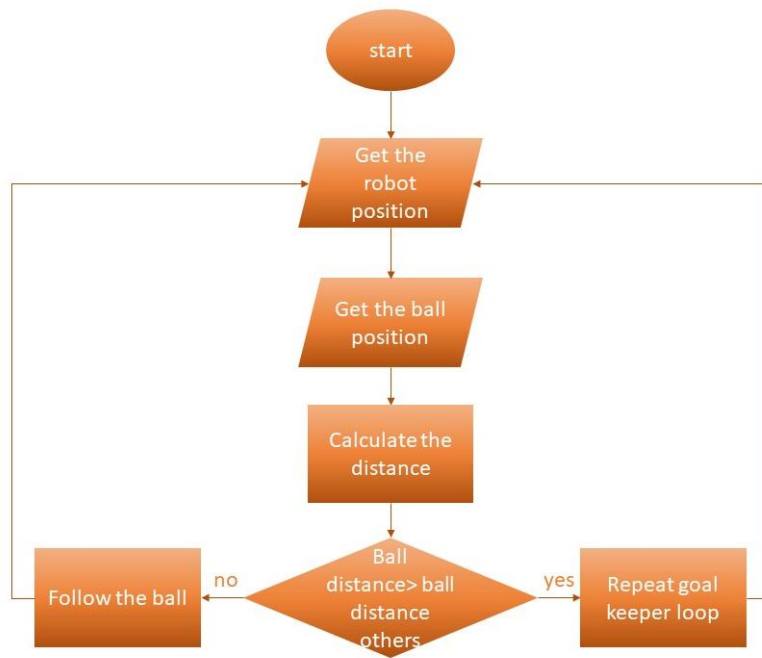 start
Get the
robot
position
Get the ball
position
Calculate the
distance
Ball
distance> ball
distance
others
no
yes
Follow the ball
Repeat goal
keeper loop